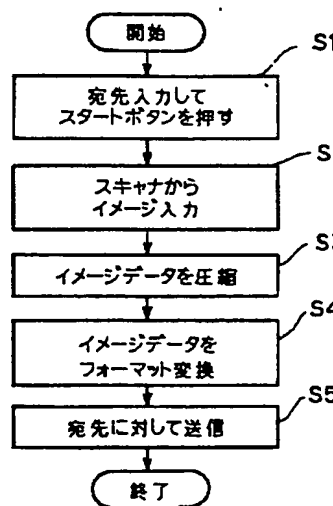 開始
S1
宛先入力して
スタートボタンを押す
S
スキャナから
イメージ入力
S3
イメージデータを圧縮
S4
イメージデータを
フォーマット変換
S5
宛先に対して送信
終了